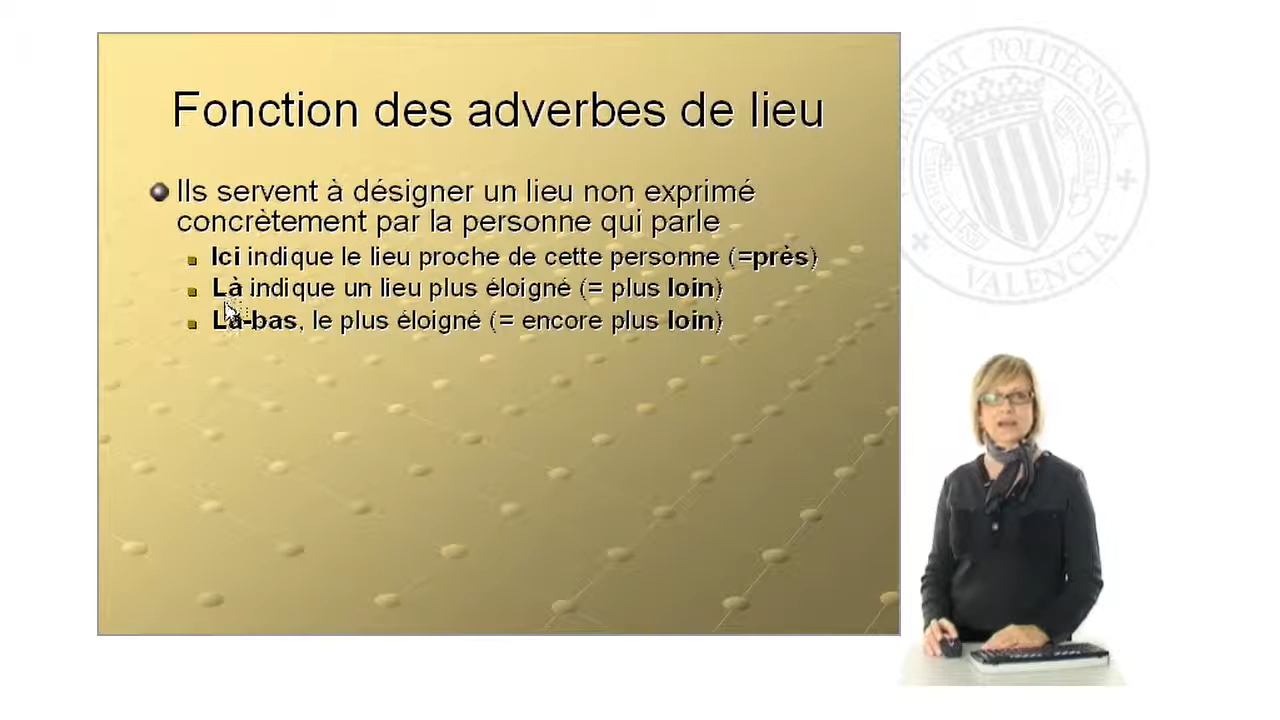 Fonction des adverbes de lieu
Ils servent à désigner un lieu non exprimé
concrètement par la personne qui parle
Ici indique le lieu proche de cette personne (=près)
Là indique un lieu plus éloigné (= plus loin)
Là-bas, le plus éloigné (= encore plus loin)
POLITÈCNICA
VALENCIA